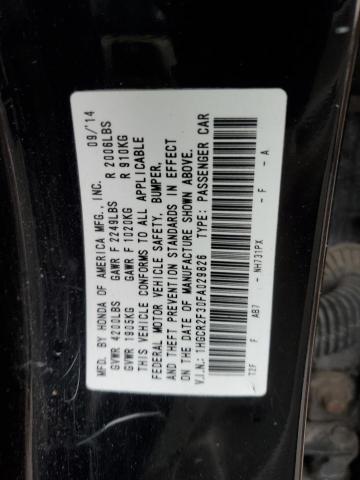 MFD. BY HONDA OF AMERICA MFG., INC. 09/14
GVWR 4200LBS GAWR F 2249LBS R 2006LBS
GVWR 1905KG GAWR F 1020KG R 910KG
THIS VEHICLE CONFORMS TO ALL APPLICABLE
FEDERAL MOTOR VEHICLE SAFETY, BUMPER,
AND THEFT PREVENTION STANDARDS IN EFFECT
ON THE DATE OF MANUFACTURE SHOWN ABOVE.
V.I.N.: 1HGCR2F30FA029826 TYPE: PASSENGER CAR
T2F F AB7 - NH731PX - F - A